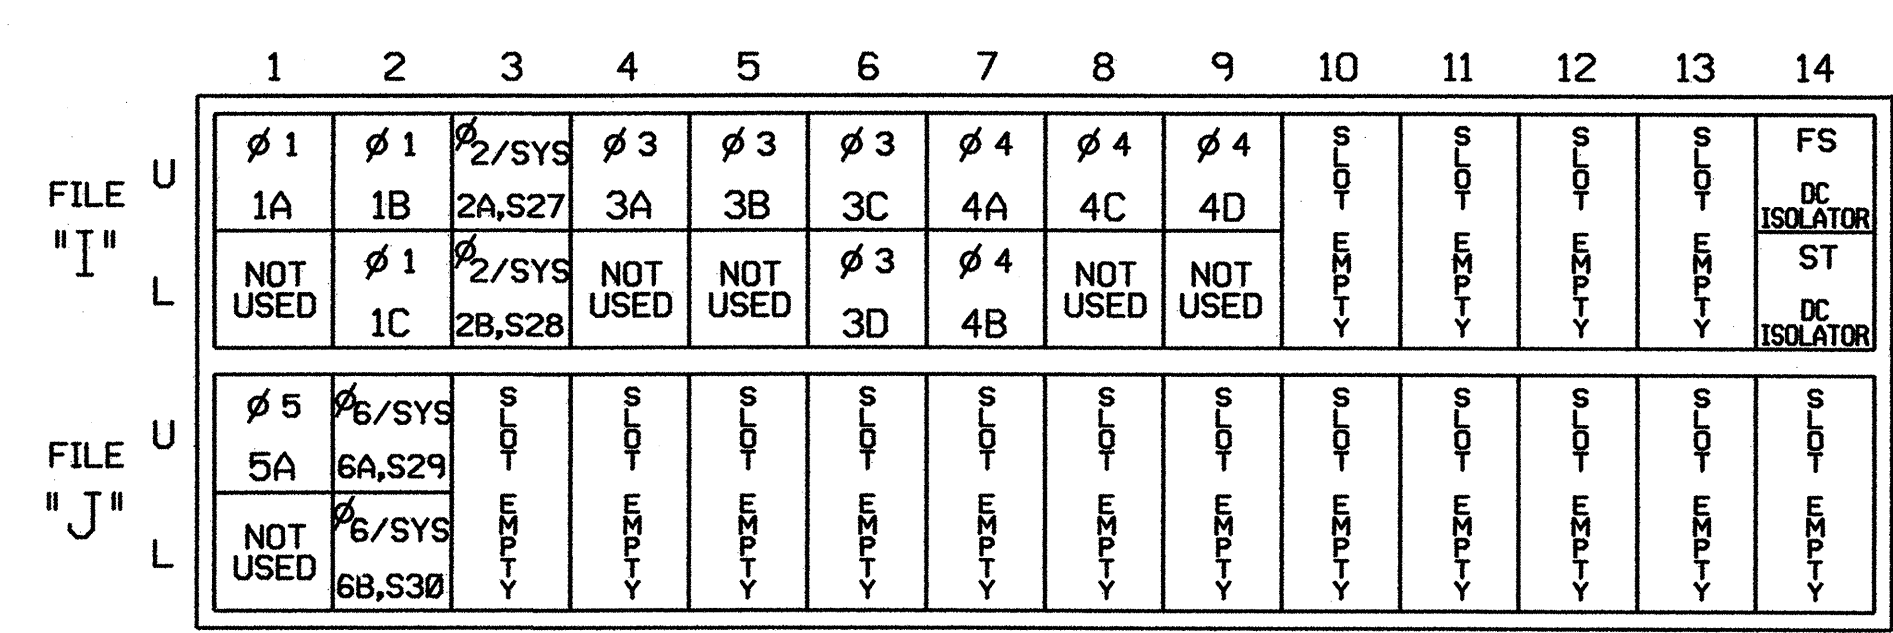 1 2 3 4 5 6 7 8 9 10 11 12 13 14
FILE "I"
U
Ø 1 Ø 1 Ø2/SYS Ø 3 Ø 3 Ø 3 Ø 4 Ø 4 Ø 4 SLOT EMPTY SLOT EMPTY SLOT EMPTY SLOT EMPTY FS
1A 1B 2A,S27 3A 3B 3C 4A 4C 4D DC ISOLATOR
L
NOT USED Ø 1 Ø2/SYS NOT USED NOT USED Ø 3 Ø 4 NOT USED NOT USED ST
1C 2B,S28 3D 4B DC ISOLATOR
FILE "J"
U
Ø 5 Ø6/SYS SLOT EMPTY SLOT EMPTY SLOT EMPTY SLOT EMPTY SLOT EMPTY SLOT EMPTY SLOT EMPTY SLOT EMPTY SLOT EMPTY SLOT EMPTY SLOT EMPTY SLOT EMPTY
5A 6A,S29
L
NOT USED Ø6/SYS
6B,S30